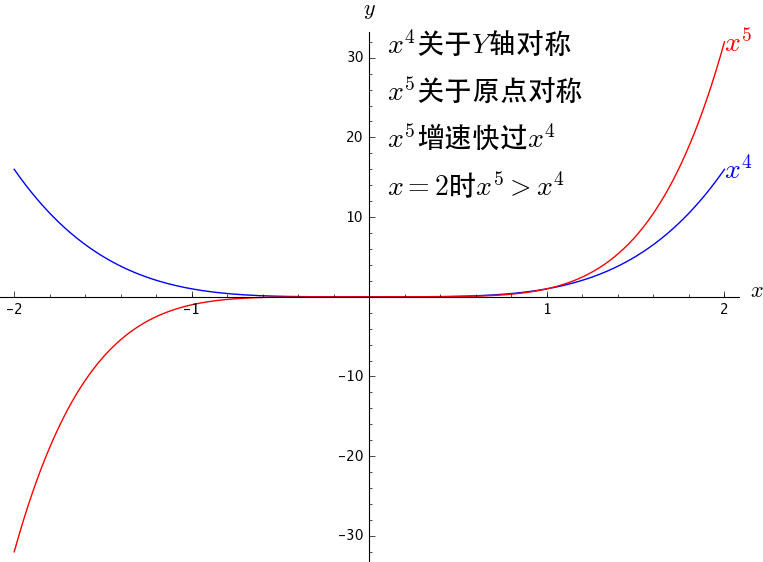 y
x⁴关于Y轴对称
x⁵
30
x⁵关于原点对称
20
x⁵增速快过x⁴
x⁴
x = 2时x⁵ > x⁴
10
x
-2
-1
1
2
-10
-20
-30